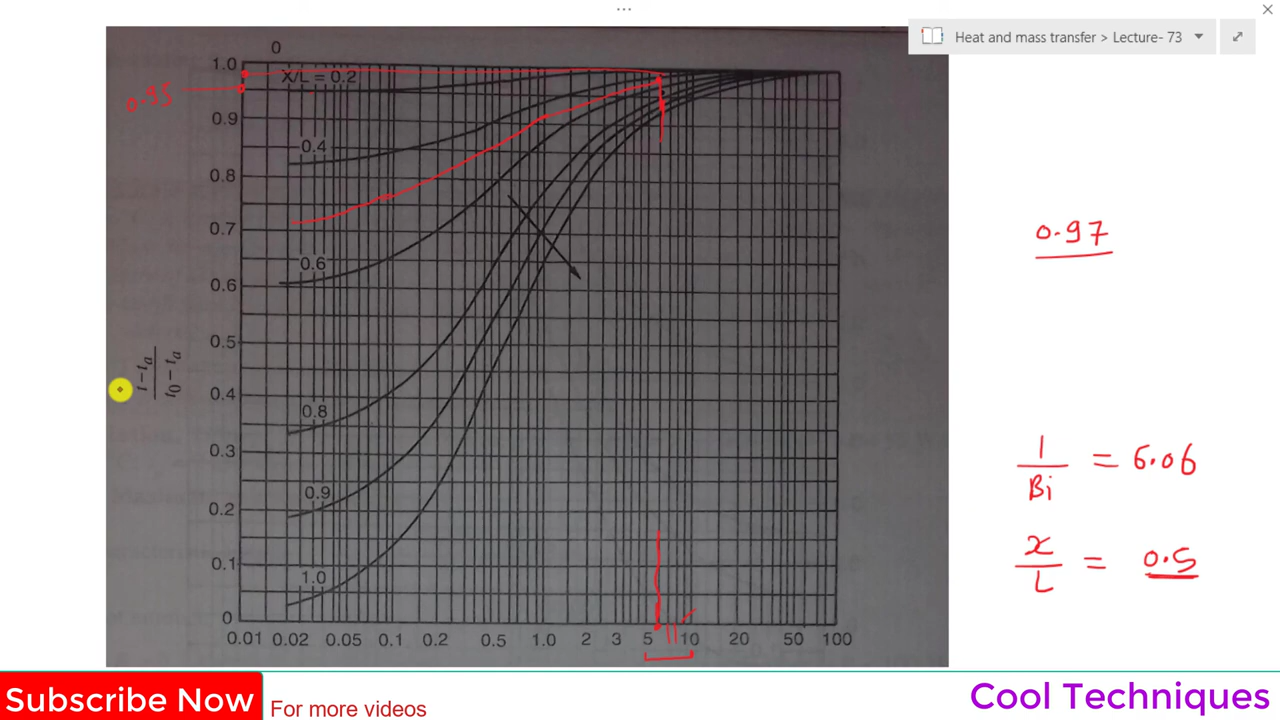 ...
Heat and mass transfer > Lecture- 73
0
1.0
X/L = 0.2
0.95
0.9
0.4
0.8
0.97
0.7
0.6
0.6
0.5
t–ta
t0 – ta
0.4
0.8
0.3
1/Bi = 6.06
0.9
0.2
x/L = 0.5
0.1
1.0
0
0.01 0.02 0.05 0.1 0.2 0.5 1.0 2 3 5 10 20 50 100
Subscribe Now
For more videos
Cool Techniques